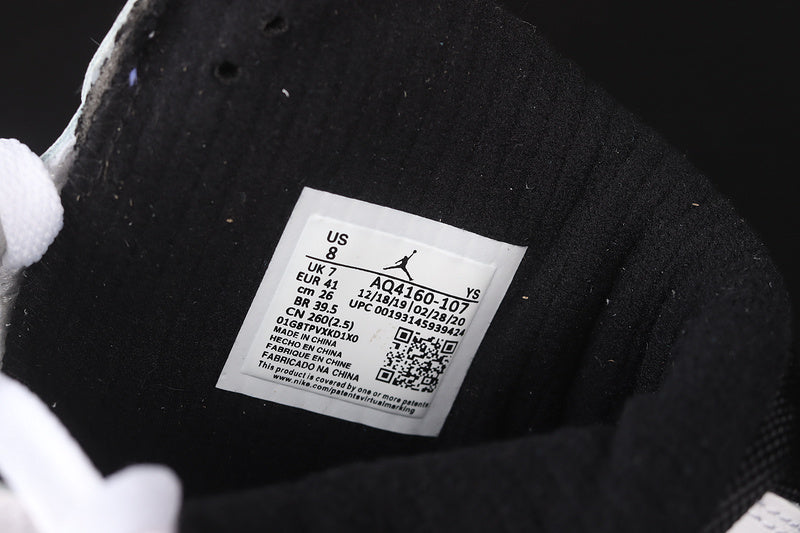 US
8
YS
UK 7
EUR 41
cm 26
BR 39.5
CN 260(2.5)
AQ4160-107
12/18/19 | 02/28/20
UPC 00193145939424
01G8TPVXKD1X0
MADE IN CHINA
HECHO EN CHINA
FABRIQUE EN CHINE
FABRICADO NA CHINA
This product is covered by one or more patents
www.nike.com/patentsvirtualmarking